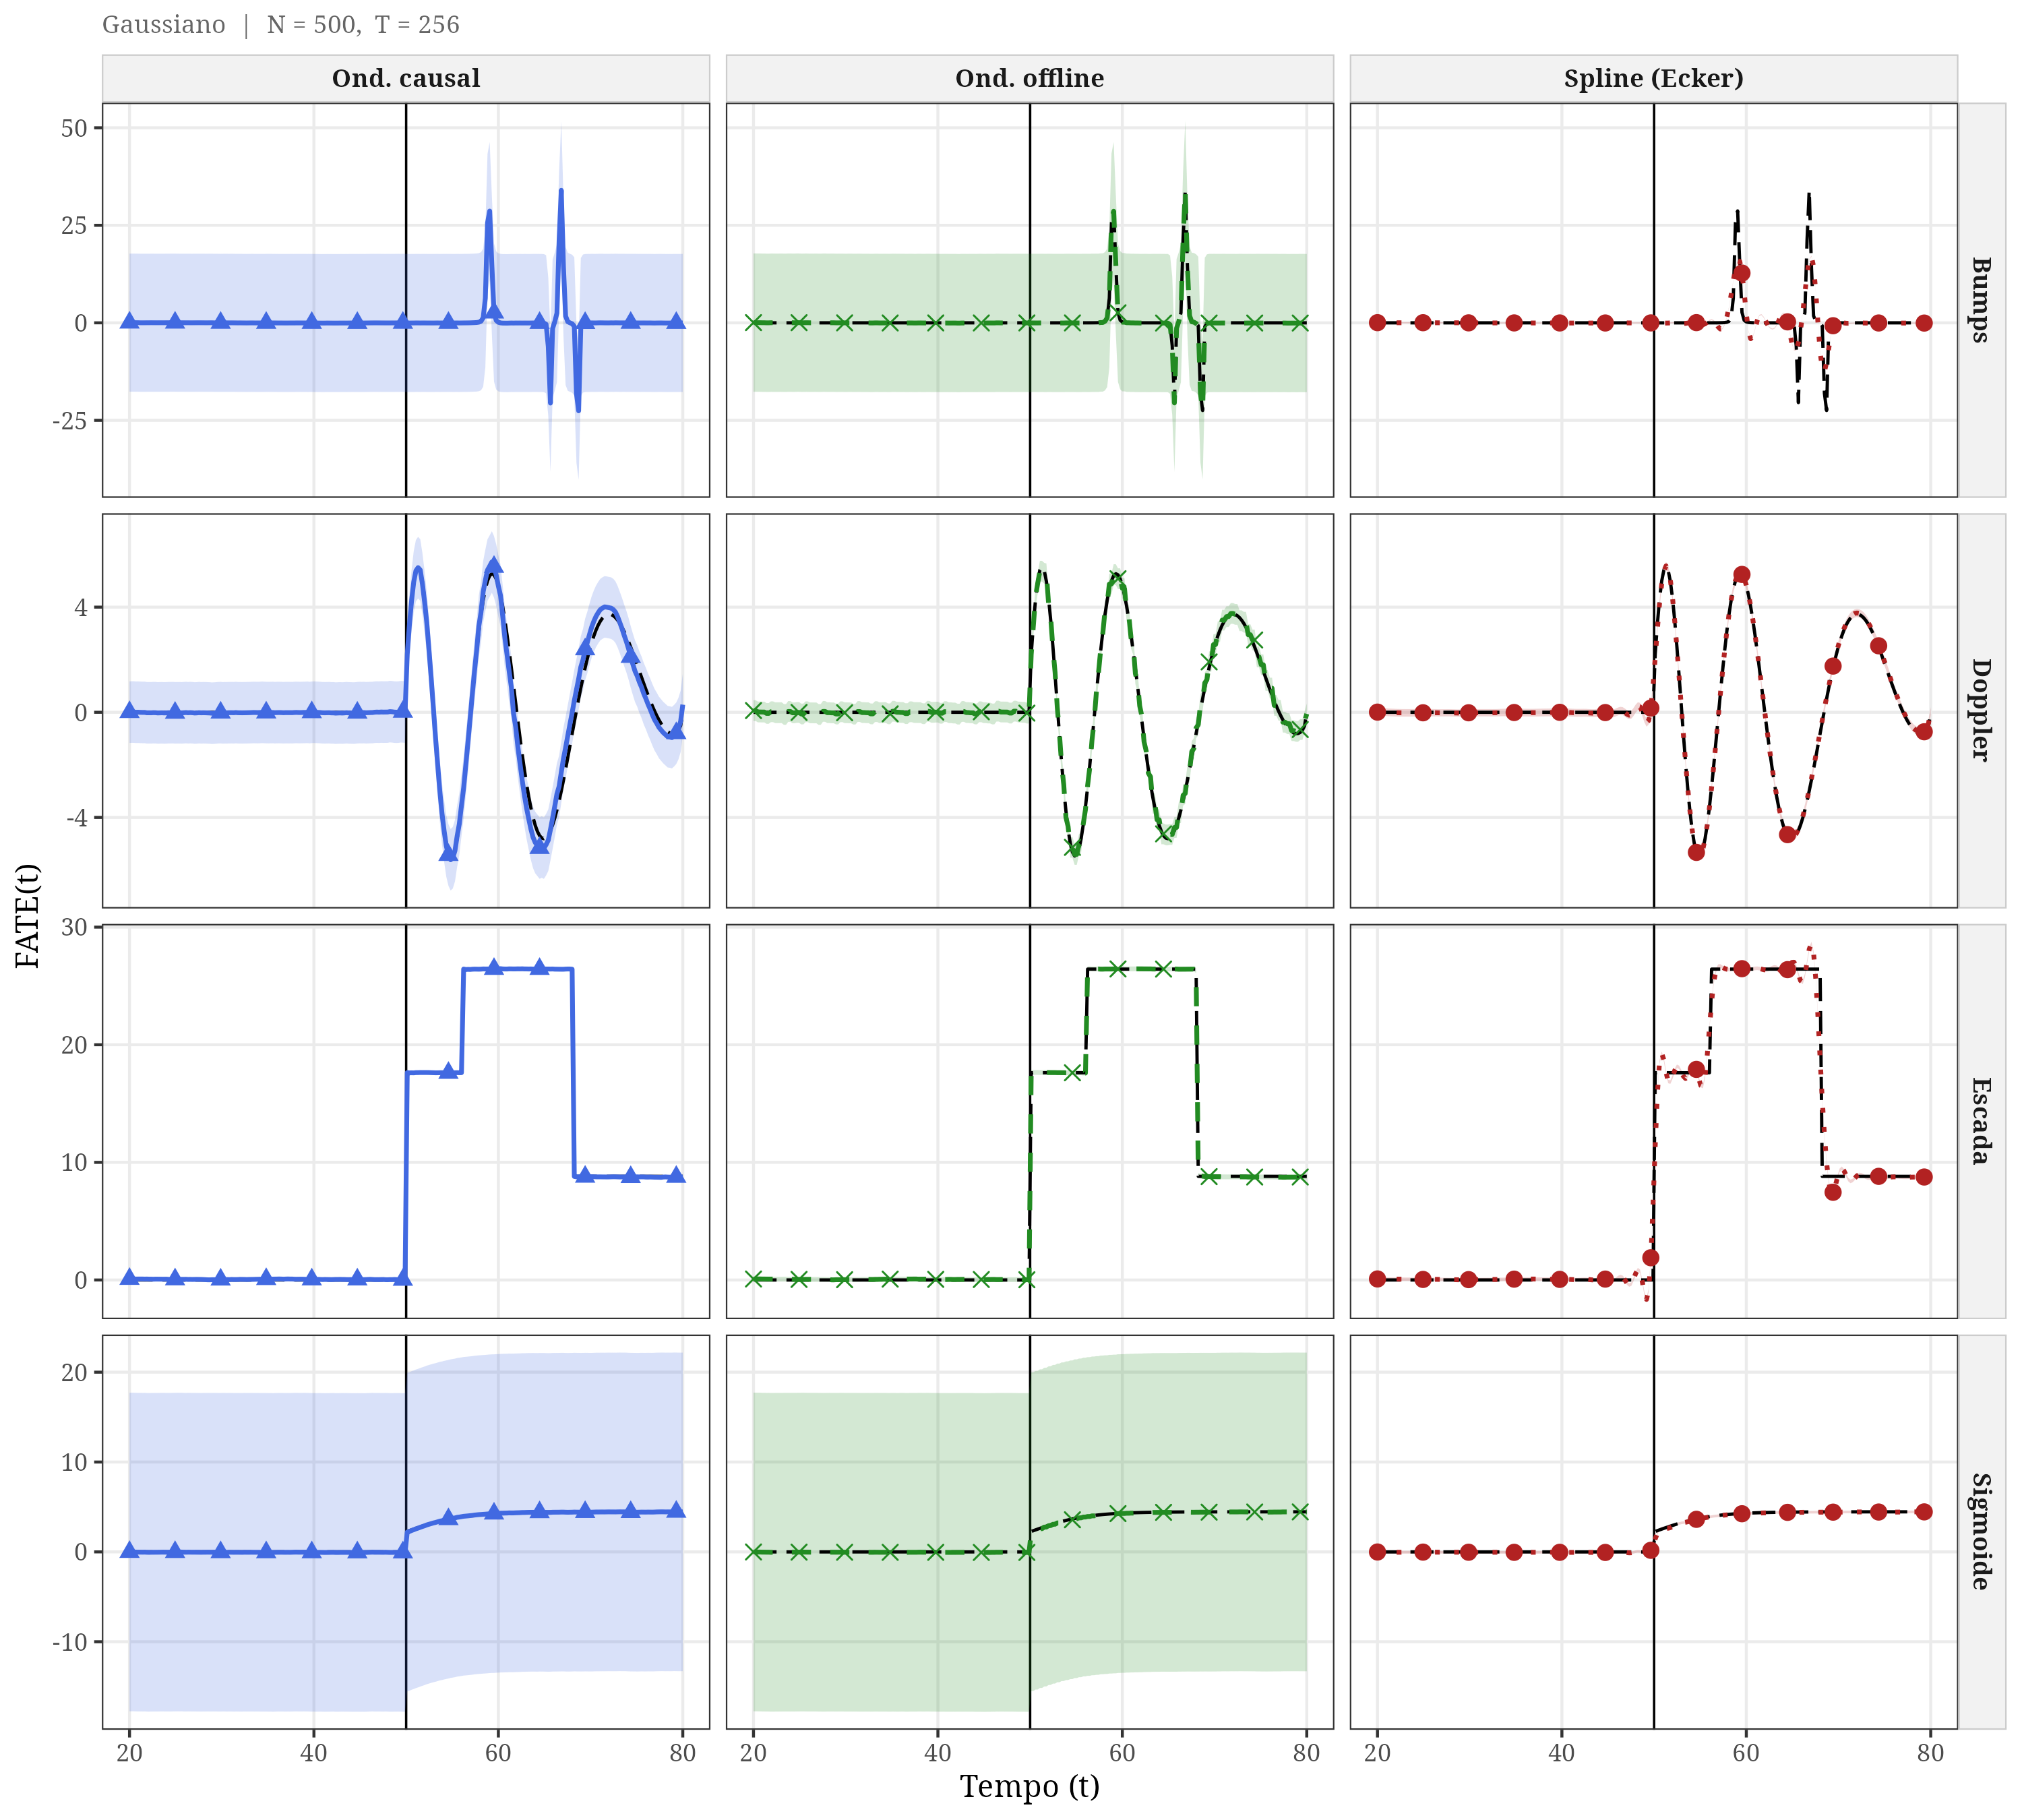 Gaussiano | N = 500, T = 256
Ond. causal
Ond. offline
Spline (Ecker)
50
25
0
-25
Bumps
4
0
-4
Doppler
FATE(t)
30
20
10
0
Escada
20
10
0
-10
Sigmoide
20 40 60 80
20 40 60 80
20 40 60 80
Tempo (t)